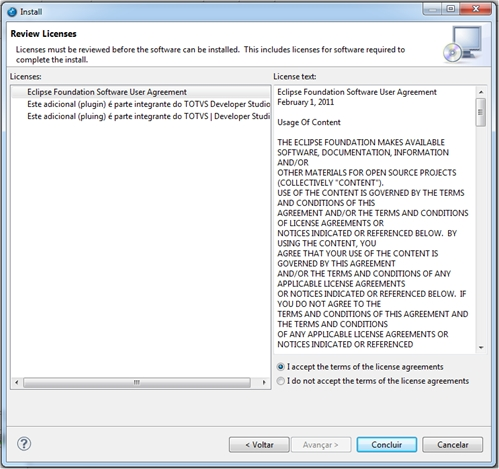 Install
Review Licenses
Licenses must be reviewed before the software can be installed. This includes licenses for software required to
complete the install.
Licenses:
Eclipse Foundation Software User Agreement
Este adicional (plugin) é parte integrante do TOTVS Developer Studio
Este adicional (pluing) é parte integrante do TOTVS | Developer Studi
License text:
Eclipse Foundation Software User Agreement
February 1, 2011
Usage Of Content
THE ECLIPSE FOUNDATION MAKES AVAILABLE
SOFTWARE, DOCUMENTATION, INFORMATION
AND/OR
OTHER MATERIALS FOR OPEN SOURCE PROJECTS
(COLLECTIVELY "CONTENT").
USE OF THE CONTENT IS GOVERNED BY THE TERMS
AND CONDITIONS OF THIS
AGREEMENT AND/OR THE TERMS AND CONDITIONS
OF LICENSE AGREEMENTS OR
NOTICES INDICATED OR REFERENCED BELOW. BY
USING THE CONTENT, YOU
AGREE THAT YOUR USE OF THE CONTENT IS
GOVERNED BY THIS AGREEMENT
AND/OR THE TERMS AND CONDITIONS OF ANY
APPLICABLE LICENSE AGREEMENTS
OR NOTICES INDICATED OR REFERENCED BELOW. IF
YOU DO NOT AGREE TO THE
TERMS AND CONDITIONS OF THIS AGREEMENT AND
THE TERMS AND CONDITIONS
OF ANY APPLICABLE LICENSE AGREEMENTS OR
NOTICES INDICATED OR REFERENCED
I accept the terms of the license agreements
I do not accept the terms of the license agreements
< Voltar
Avançar >
Concluir
Cancelar